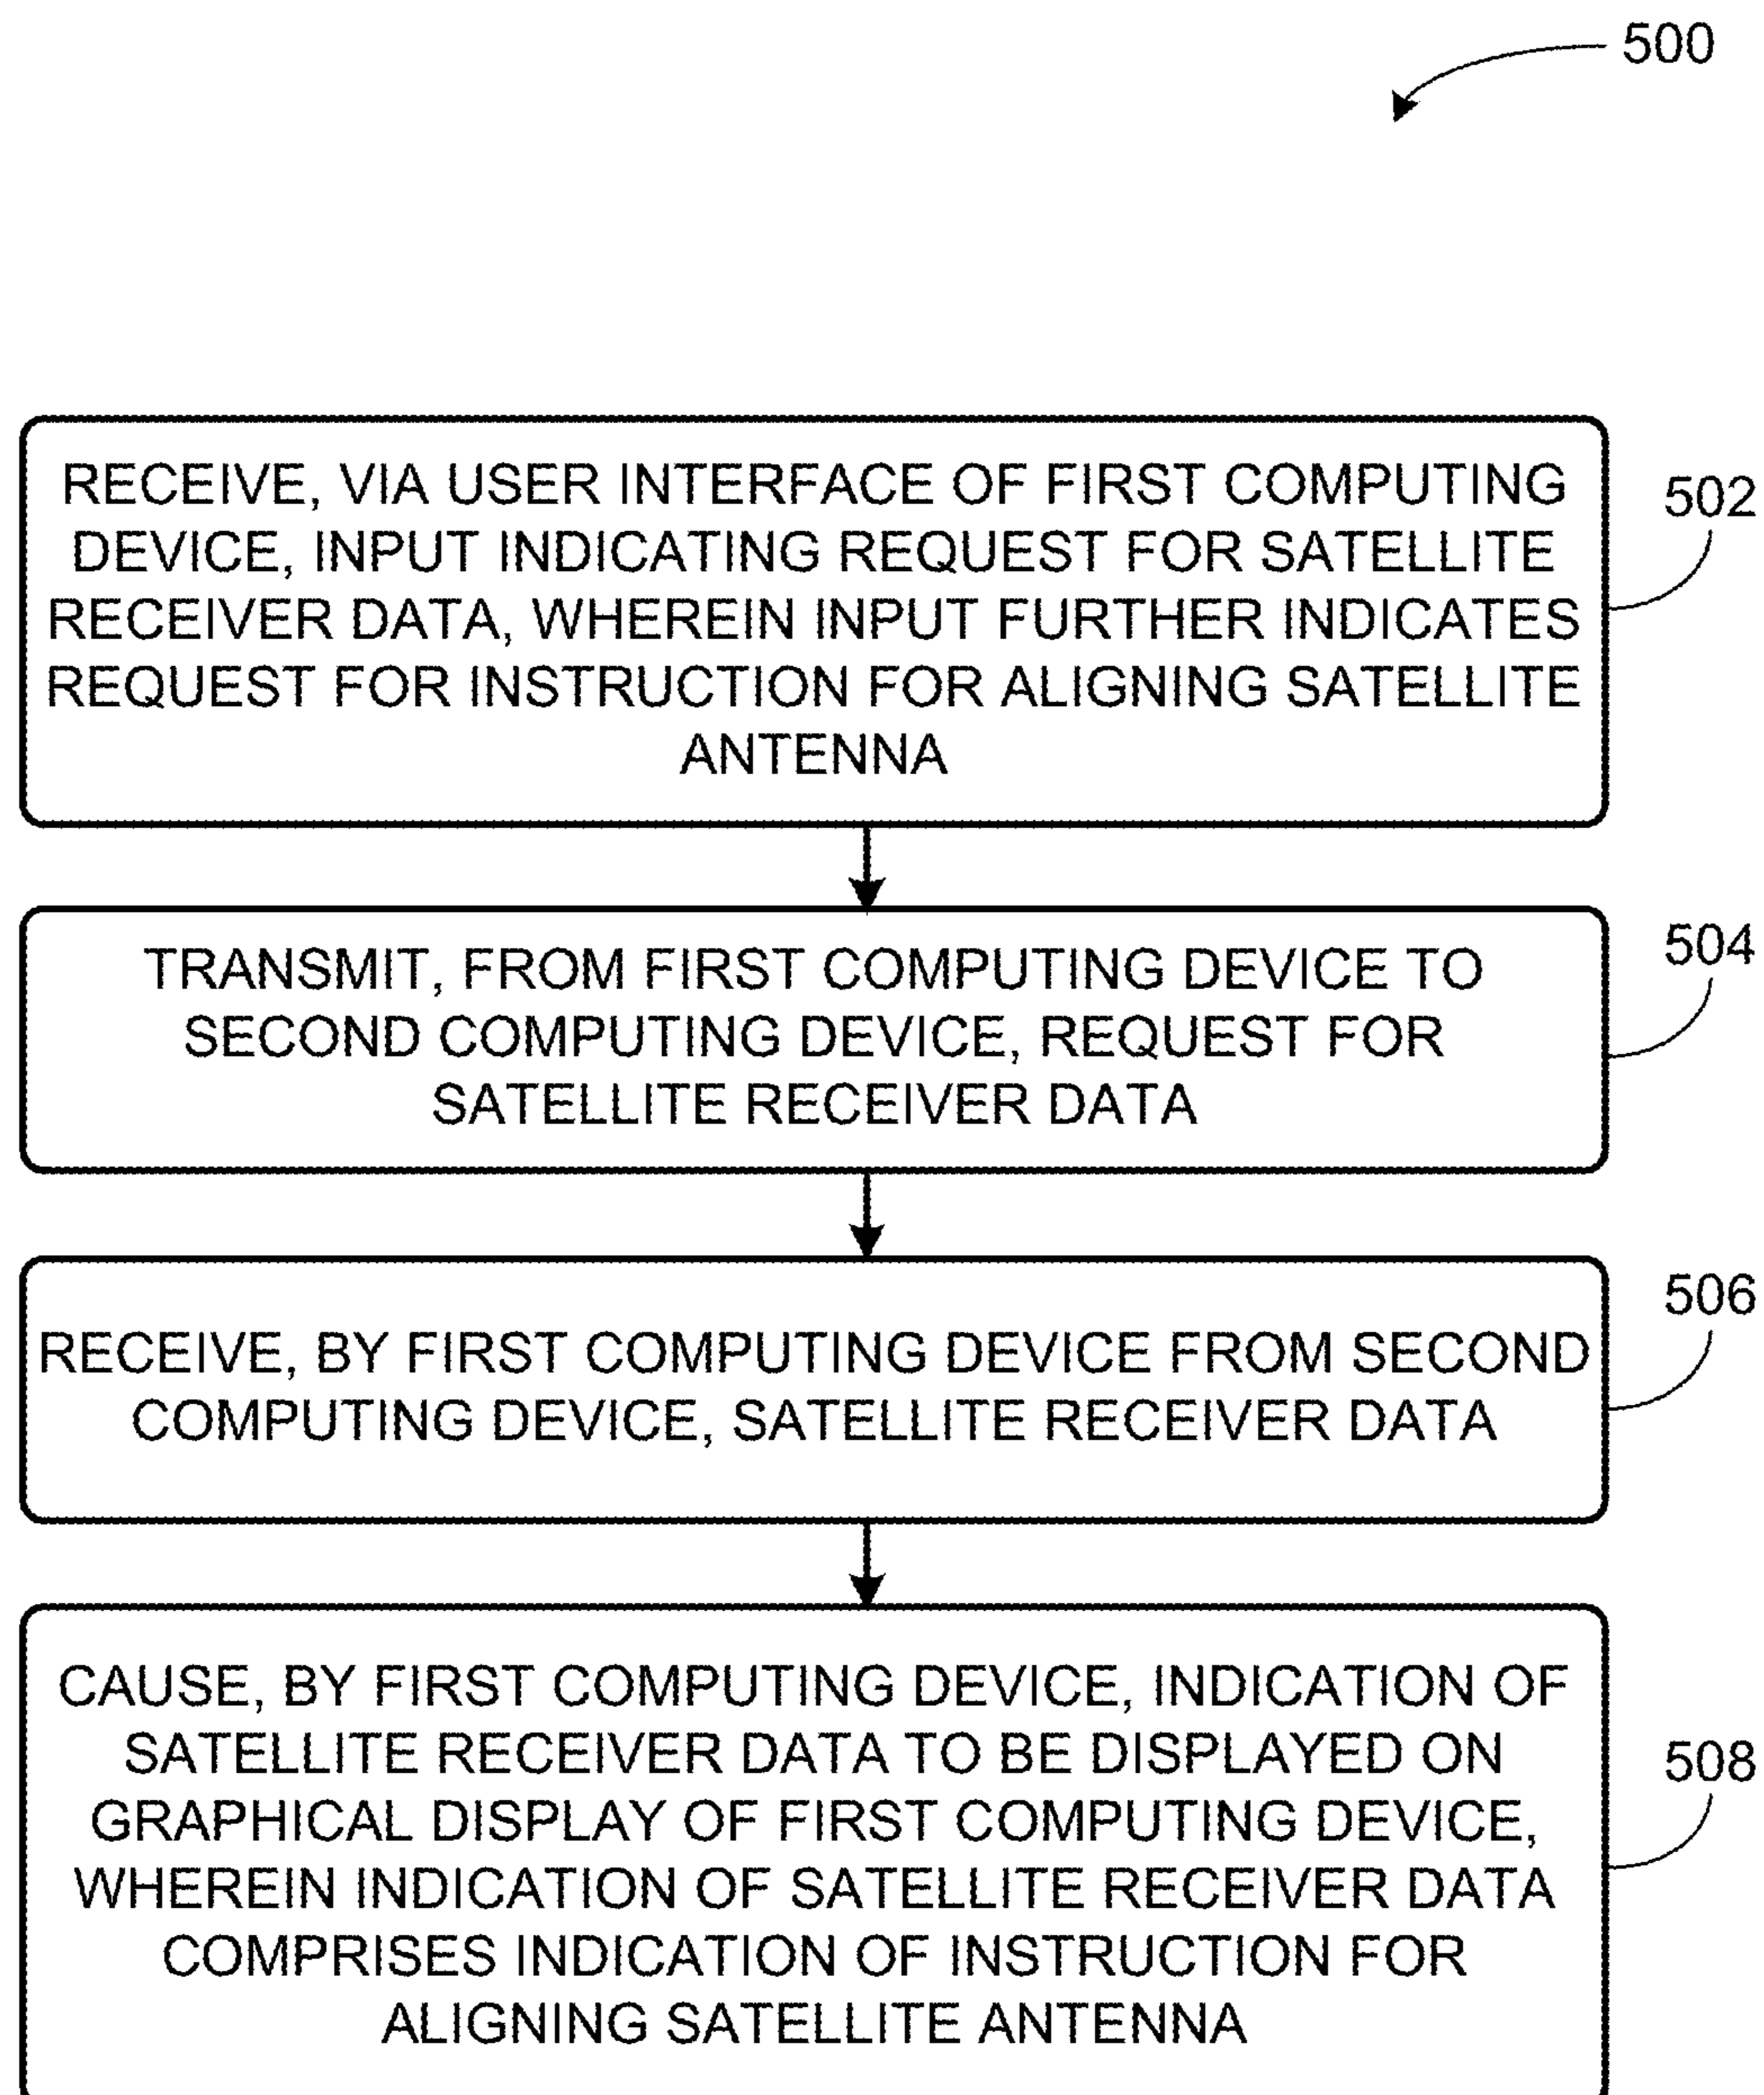 500
RECEIVE, VIA USER INTERFACE OF FIRST COMPUTING
DEVICE, INPUT INDICATING REQUEST FOR SATELLITE
RECEIVER DATA, WHEREIN INPUT FURTHER INDICATES
REQUEST FOR INSTRUCTION FOR ALIGNING SATELLITE
ANTENNA
502
TRANSMIT, FROM FIRST COMPUTING DEVICE TO
SECOND COMPUTING DEVICE, REQUEST FOR
SATELLITE RECEIVER DATA
504
RECEIVE, BY FIRST COMPUTING DEVICE FROM SECOND
COMPUTING DEVICE, SATELLITE RECEIVER DATA
506
CAUSE, BY FIRST COMPUTING DEVICE, INDICATION OF
SATELLITE RECEIVER DATA TO BE DISPLAYED ON
GRAPHICAL DISPLAY OF FIRST COMPUTING DEVICE,
WHEREIN INDICATION OF SATELLITE RECEIVER DATA
COMPRISES INDICATION OF INSTRUCTION FOR
ALIGNING SATELLITE ANTENNA
508